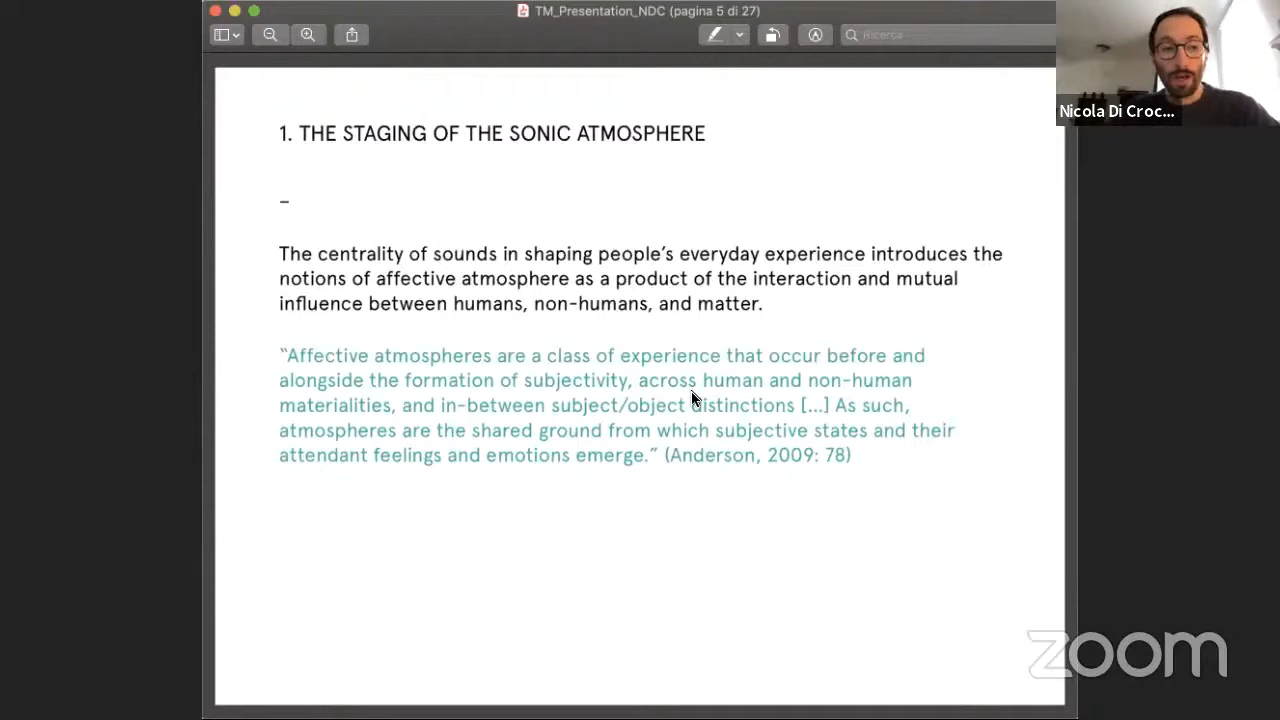 TM_Presentation_NDC (pagina 5 di 27)
Ricerca
Nicola Di Croc...
1. THE STAGING OF THE SONIC ATMOSPHERE
–
The centrality of sounds in shaping people’s everyday experience introduces the
notions of affective atmosphere as a product of the interaction and mutual
influence between humans, non-humans, and matter.
“Affective atmospheres are a class of experience that occur before and
alongside the formation of subjectivity, across human and non-human
materialities, and in-between subject/object distinctions [...] As such,
atmospheres are the shared ground from which subjective states and their
attendant feelings and emotions emerge.” (Anderson, 2009: 78)
zoom